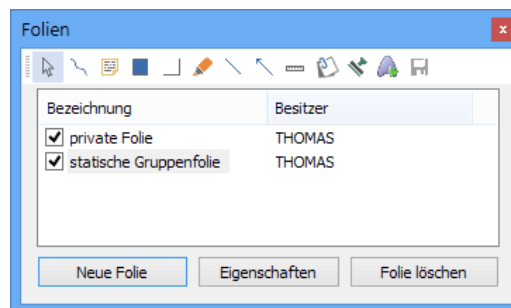 Folien
Bezeichnung Besitzer
private Folie THOMAS
statische Gruppenfolie THOMAS
Neue Folie Eigenschaften Folie löschen